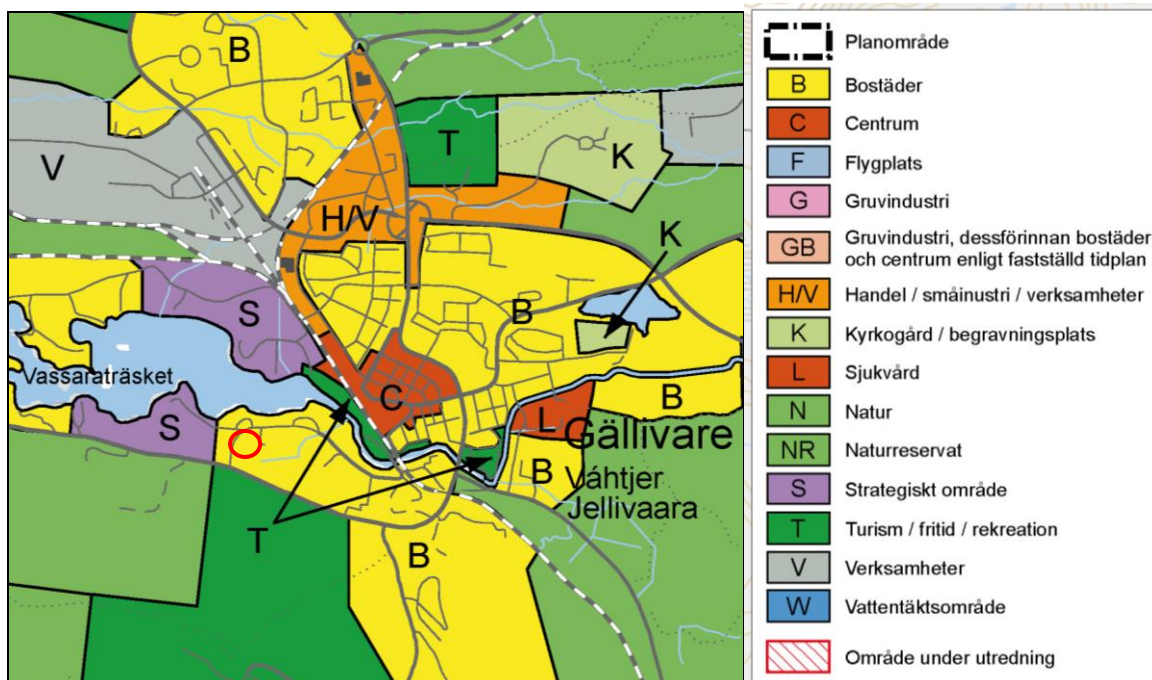 B
T
K
V
H/V
K
S
B
Vassaraträsket
C
B
S
L
Gällivare
B
Váhtjer
Jellivaara
T
B
Planområde
B Bostäder
C Centrum
F Flygplats
G Gruvindustri
GB Gruvindustri, dessförinnan bostäder
och centrum enligt fastställd tidplan
H/V Handel / småinustri / verksamheter
K Kyrkogård / begravningsplats
L Sjukvård
N Natur
NR Naturreservat
S Strategiskt område
T Turism / fritid / rekreation
V Verksamheter
W Vattentäktsområde
Område under utredning